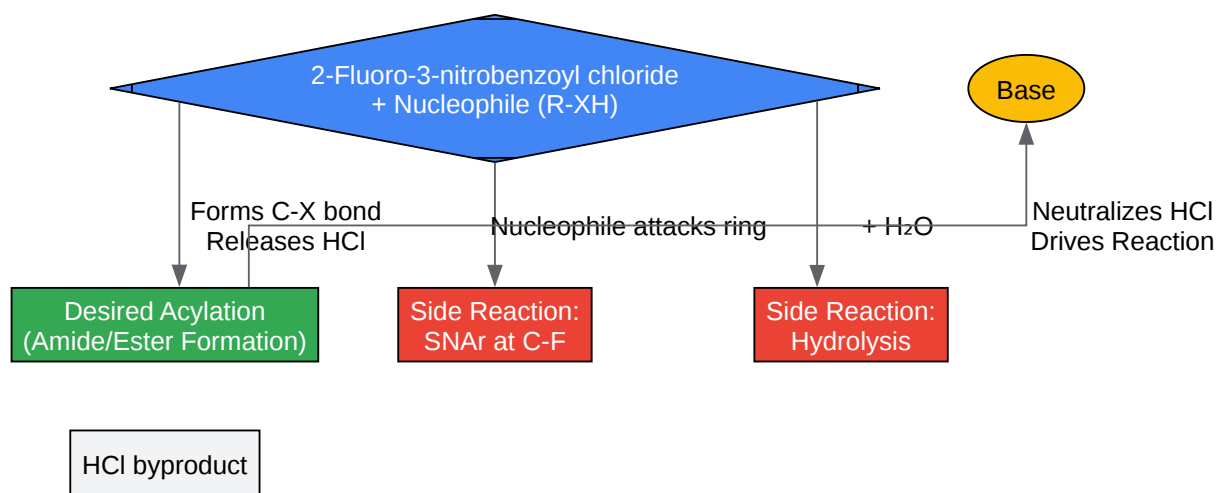 2-Fluoro-3-nitrobenzoyl chloride
+ Nucleophile (R-XH)
Base
Forms C-X bond
Releases HCl
Nucleophile attacks ring
+ H₂O
Neutralizes HCl
Drives Reaction
Desired Acylation
(Amide/Ester Formation)
Side Reaction:
SNAr at C-F
Side Reaction:
Hydrolysis
HCl byproduct